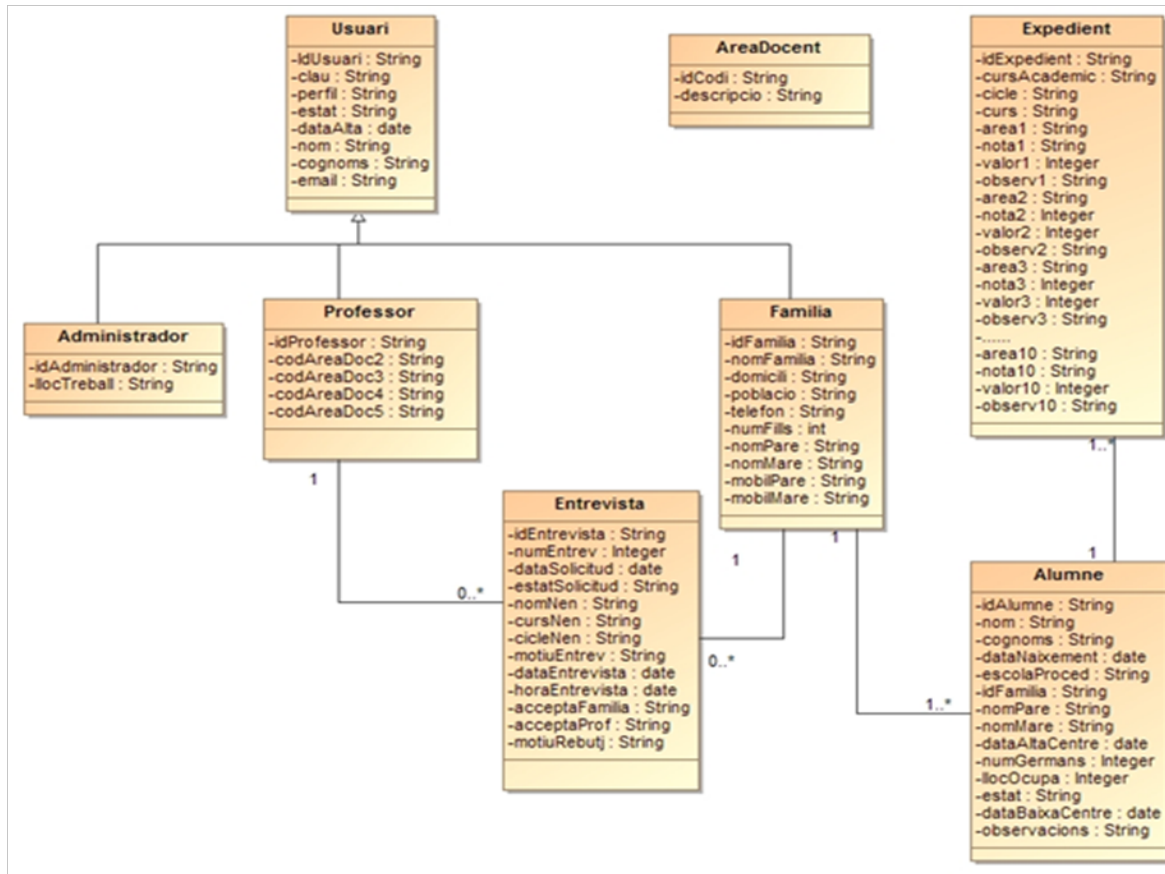 Usuari
-IdUsuari : String
-clau : String
-perfil : String
-estat : String
-dataAlta : date
-nom : String
-cognoms : String
-email : String
AreaDocent
-idCodi : String
-descripcio : String
Expedient
-idExpedient : String
-cursAcademic : String
-cicle : String
-curs : String
-area1 : String
-nota1 : String
-valor1 : Integer
-observ1 : String
-area2 : String
-nota2 : Integer
-valor2 : Integer
-observ2 : String
-area3 : String
-nota3 : Integer
-valor3 : Integer
-observ3 : String
-......
-area10 : String
-nota10 : String
-valor10 : Integer
-observ10 : String
Administrador
-idAdministrador : String
-llocTreball : String
Professor
-idProfessor : String
-codAreaDoc2 : String
-codAreaDoc3 : String
-codAreaDoc4 : String
-codAreaDoc5 : String
Familia
-idFamilia : String
-nomFamilia : String
-domicili : String
-poblacio : String
-telefon : String
-numFills : int
-nomPare : String
-nomMare : String
-mobilPare : String
-mobilMare : String
1..*
1
Entrevista
-idEntrevista : String
-numEntrev : Integer
-dataSolicitud : date
-estatSolicitud : String
-nomNen : String
-cursNen : String
-cicleNen : String
-motiuEntrev : String
-dataEntrevista : date
-horaEntrevista : date
-acceptaFamilia : String
-acceptaProf : String
-motiuRebutj : String
0..*
1
0..*
1
1..*
1
Alumne
-idAlumne : String
-nom : String
-cognoms : String
-dataNaixement : date
-escolaProced : String
-idFamilia : String
-nomPare : String
-nomMare : String
-dataAltaCentre : date
-numGermans : Integer
-llocOcupa : Integer
-estat : String
-dataBaixaCentre : date
-observacions : String